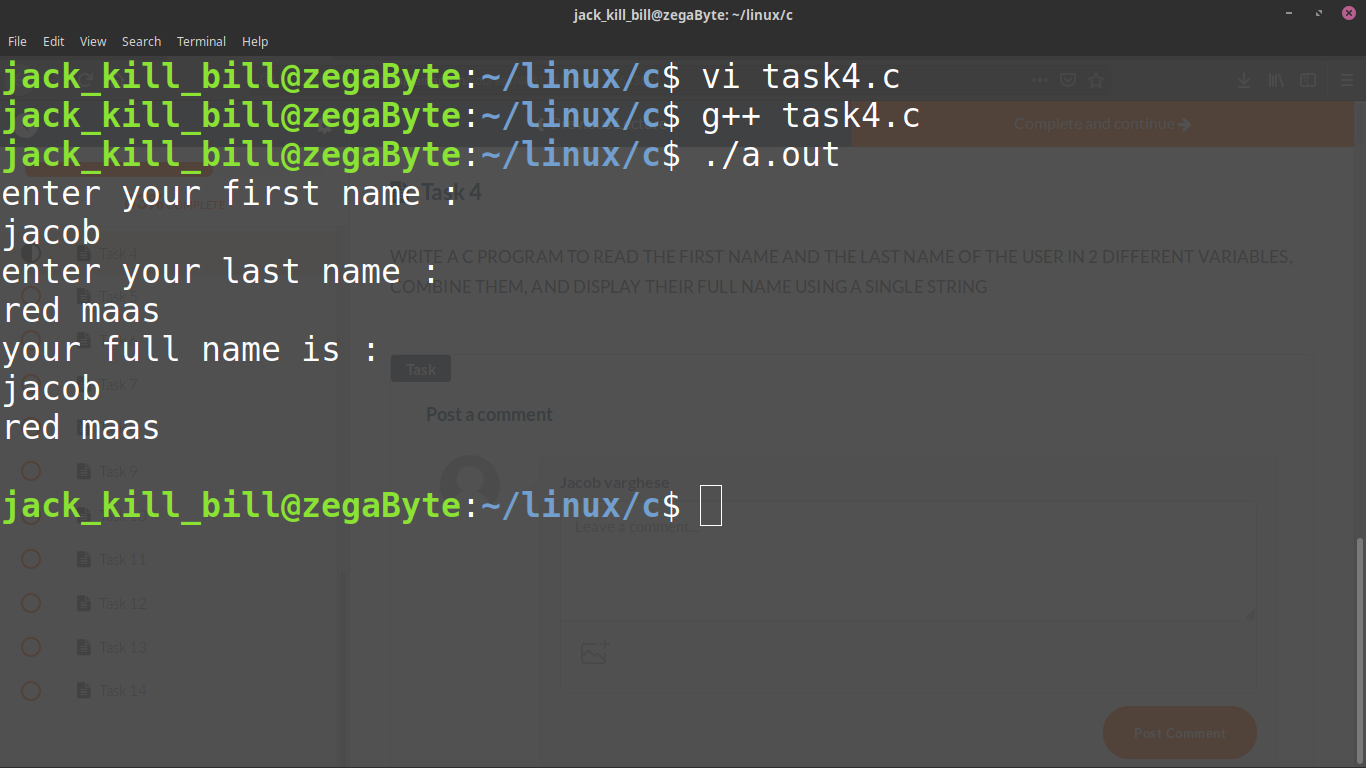 jack_kill_bill@zegaByte: ~/linux/c
File Edit View Search Terminal Help
jack_kill_bill@zegaByte:~/linux/c$ vi task4.c
jack_kill_bill@zegaByte:~/linux/c$ g++ task4.c
Complete and continue
jack_kill_bill@zegaByte:~/linux/c$ ./a.out
enter your first name :
Task 4
jacob
Task 4
WRITE A C PROGRAM TO READ THE FIRST NAME AND THE LAST NAME OF THE USER IN 2 DIFFERENT VARIABLES,
enter your last name :
COMBINE THEM, AND DISPLAY THEIR FULL NAME USING A SINGLE STRING
red maas
your full name is :
Task
jacob
Task 7
Post a comment
red maas
Task 9
Jacob varghese
jack_kill_bill@zegaByte:~/linux/c$
Leave a comment...
Task 11
Task 12
Task 13
Task 14
Post Comment